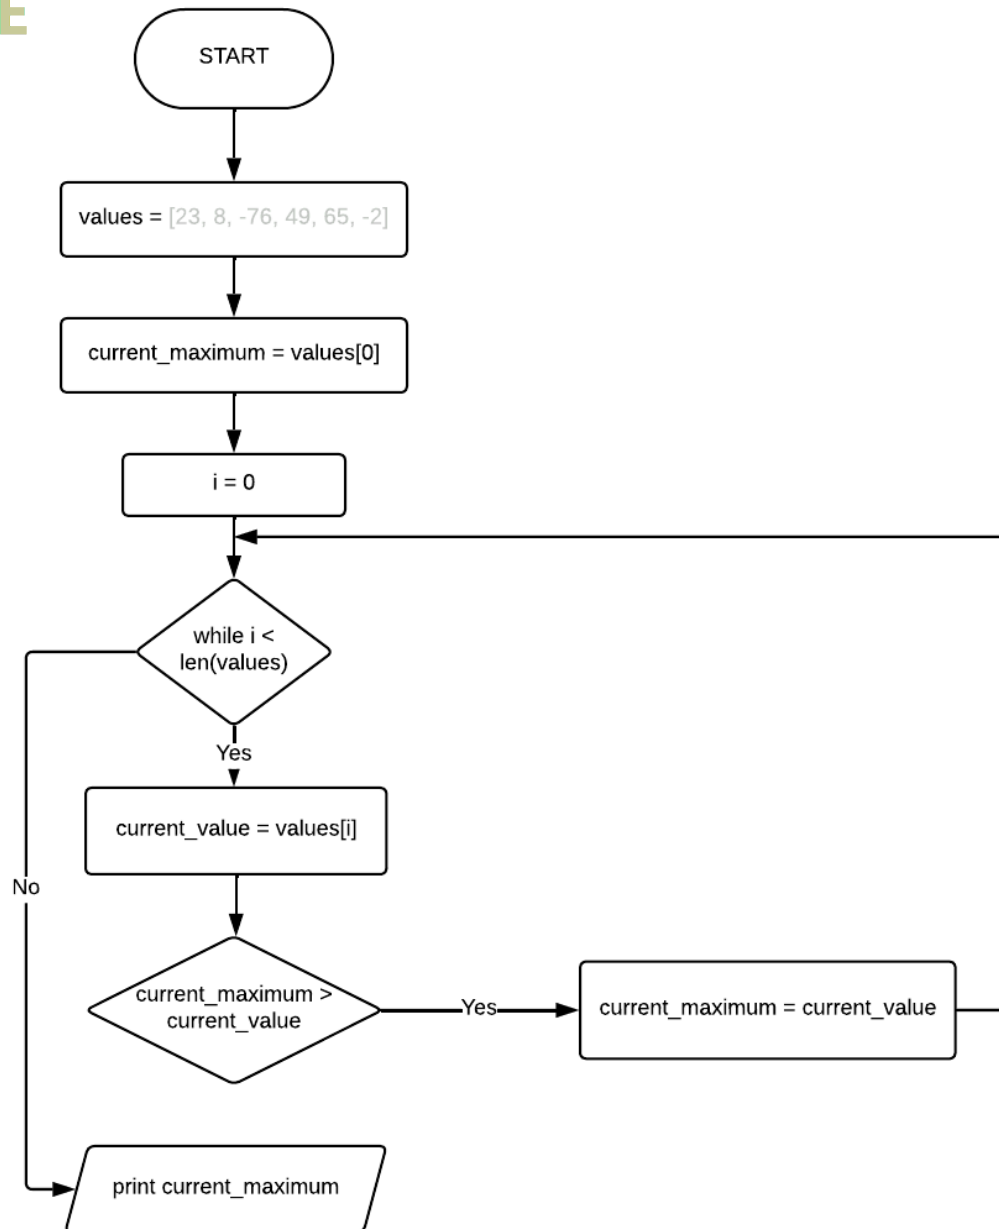 E
START
values = [23, 8, -76, 49, 65, -2]
current_maximum = values[0]
i = 0
while i <
len(values)
Yes
current_value = values[i]
No
current_maximum >
current_value
Yes
current_maximum = current_value
print current_maximum